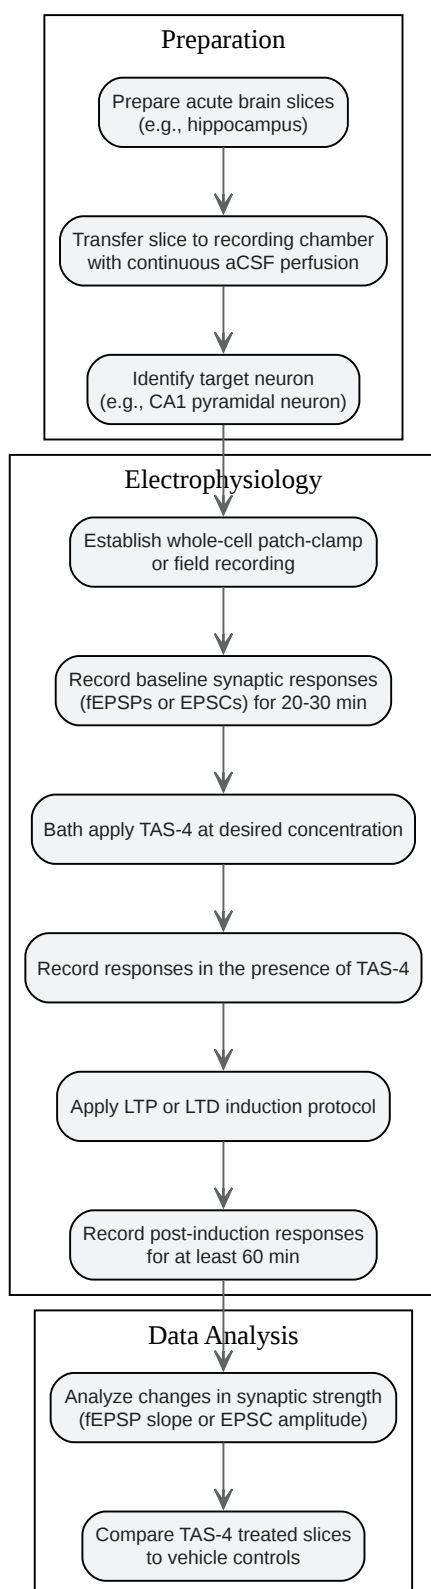 Preparation
Prepare acute brain slices
(e.g., hippocampus)
Transfer slice to recording chamber
with continuous aCSF perfusion
Identify target neuron
(e.g., CA1 pyramidal neuron)
Electrophysiology
Establish whole-cell patch-clamp
or field recording
Record baseline synaptic responses
(fEPSPs or EPSCs) for 20-30 min
Bath apply TAS-4 at desired concentration
Record responses in the presence of TAS-4
Apply LTP or LTD induction protocol
Record post-induction responses
for at least 60 min
Data Analysis
Analyze changes in synaptic strength
(fEPSP slope or EPSC amplitude)
Compare TAS-4 treated slices
to vehicle controls